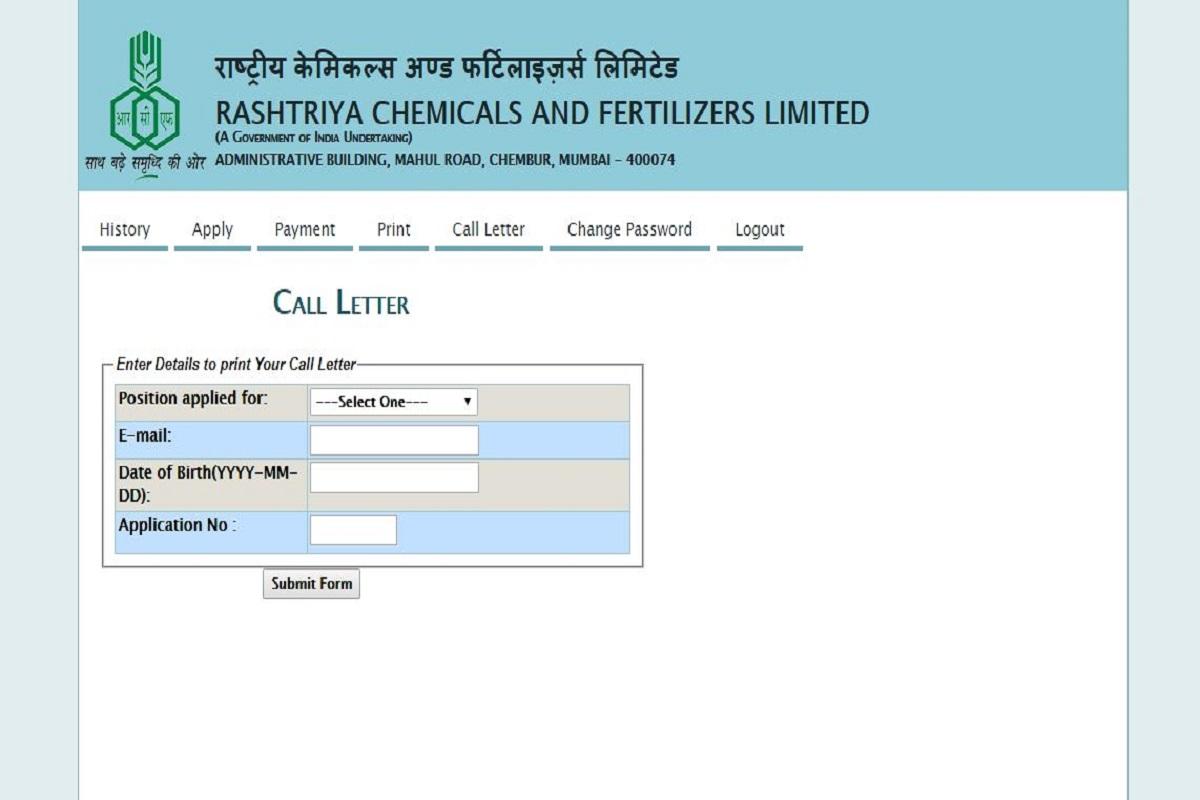 राष्ट्रीय केमिकल्स अण्ड फर्टिलाइज़र्स लिमिटेड
RASHTRIYA CHEMICALS AND FERTILIZERS LIMITED
(A GOVERNMENT OF INDIA UNDERTAKING)
आर सी एफ
साथ बढ़े समृध्दि की ओर
ADMINISTRATIVE BUILDING, MAHUL ROAD, CHEMBUR, MUMBAI - 400074
History Apply Payment Print Call Letter Change Password Logout
CALL LETTER
Enter Details to print Your Call Letter
Position applied for: ---Select One---
E-mail:
Date of Birth(YYYY-MM-
DD):
Application No :
Submit Form